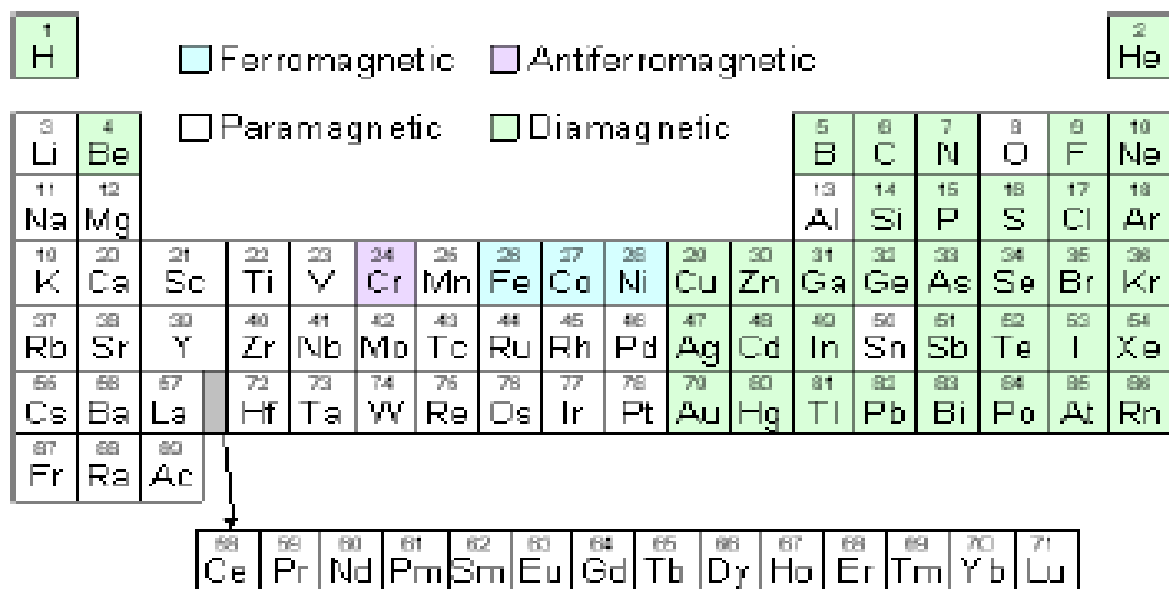 1 2
H Ferromagnetic Antiferromagnetic He
3 4 Paramagnetic Diamagnetic 5 6 7 8 9 10
Li Be B C N O F Ne
11 12 13 14 15 16 17 18
Na Mg Al Si P S Cl Ar
19 20 21 22 23 24 25 26 27 28 29 30 31 32 33 34 35 36
K Ca Sc Ti V Cr Mn Fe Co Ni Cu Zn Ga Ge As Se Br Kr
37 38 39 40 41 42 43 44 45 46 47 48 49 50 51 52 53 54
Rb Sr Y Zr Nb Mo Tc Ru Rh Pd Ag Cd In Sn Sb Te I Xe
55 56 57 72 73 74 75 76 77 78 79 80 81 82 83 84 85 86
Cs Ba La Hf Ta W Re Os Ir Pt Au Hg Tl Pb Bi Po At Rn
87 88 89
Fr Ra Ac
58 59 60 61 62 63 64 65 66 67 68 69 70 71
Ce Pr Nd Pm Sm Eu Gd Tb Dy Ho Er Tm Yb Lu